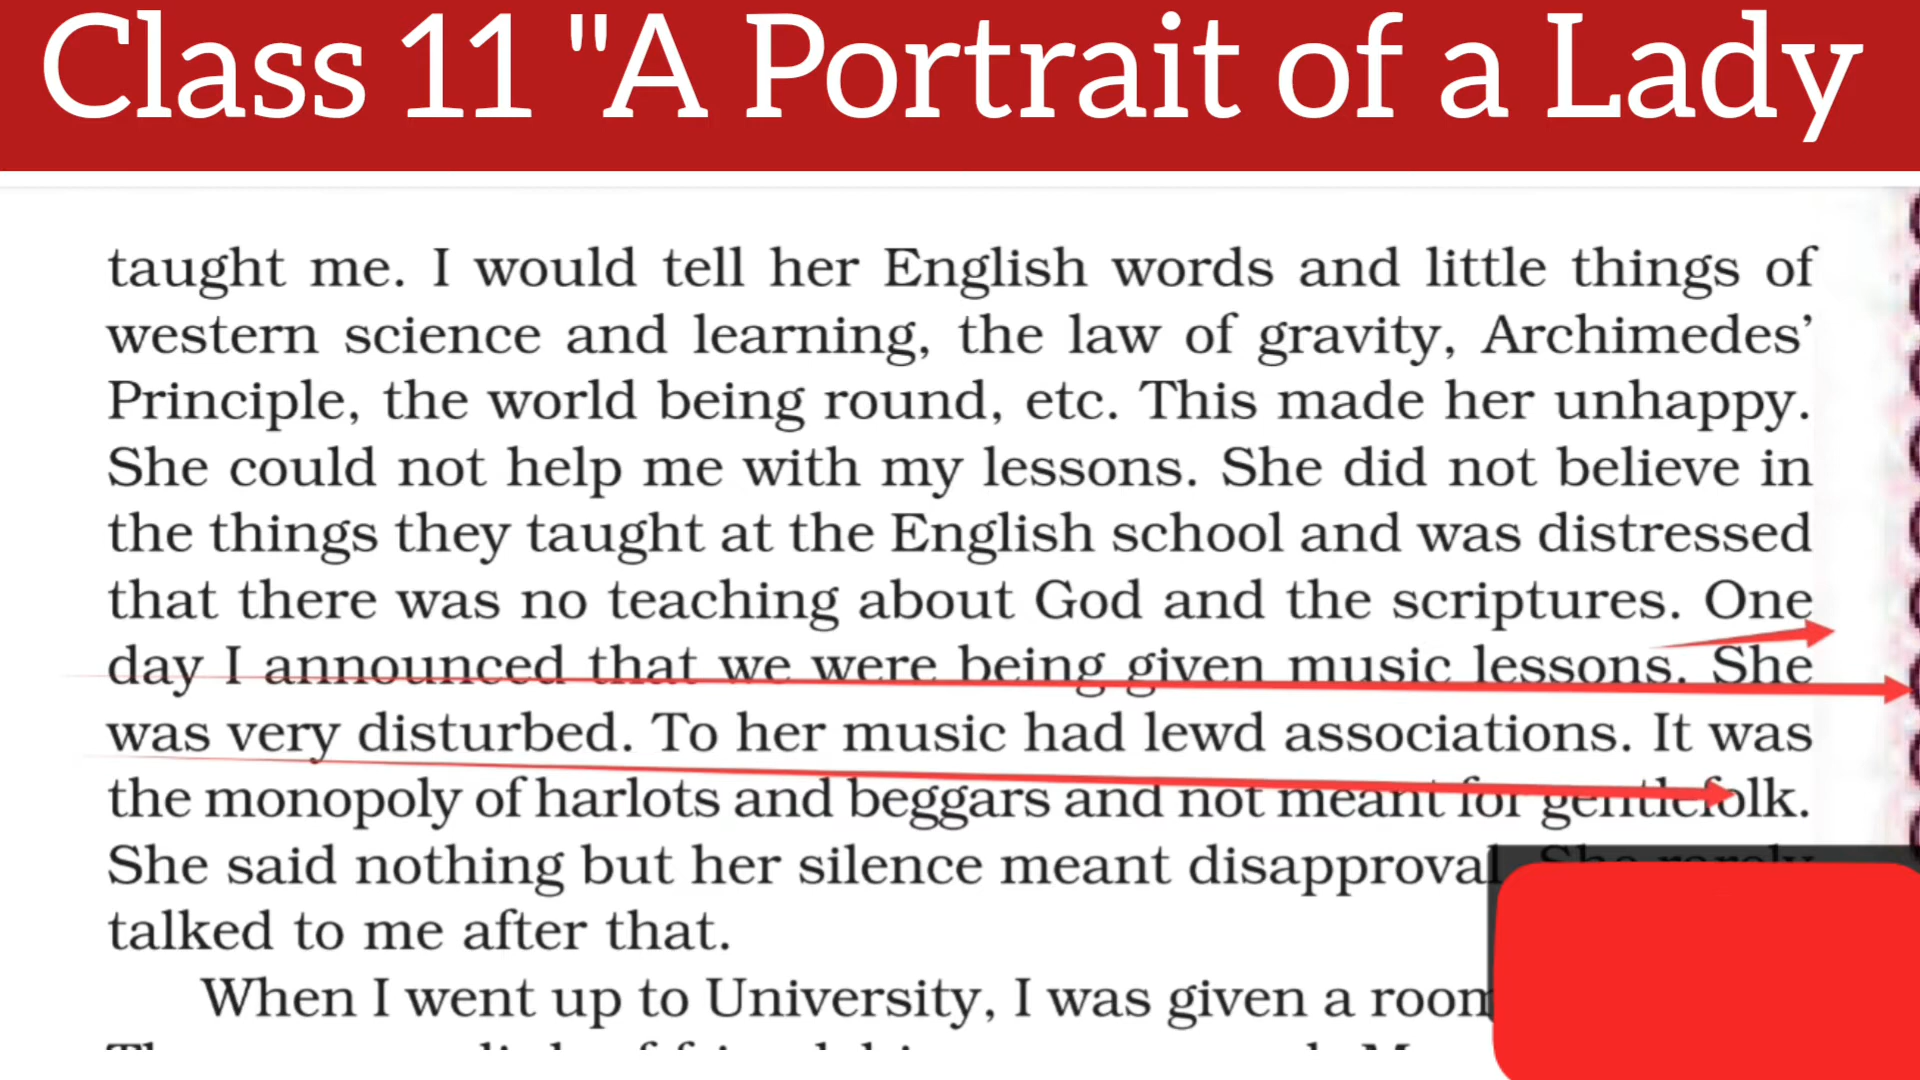 Class 11 "A Portrait of a Lady
taught me. I would tell her English words and little things of
western science and learning, the law of gravity, Archimedes’
Principle, the world being round, etc. This made her unhappy.
She could not help me with my lessons. She did not believe in
the things they taught at the English school and was distressed
that there was no teaching about God and the scriptures. One
day I announced that we were being given music lessons. She
was very disturbed. To her music had lewd associations. It was
the monopoly of harlots and beggars and not meant for gentlefolk.
She said nothing but her silence meant disapproval She rarely
talked to me after that.
When I went up to University, I was given a room